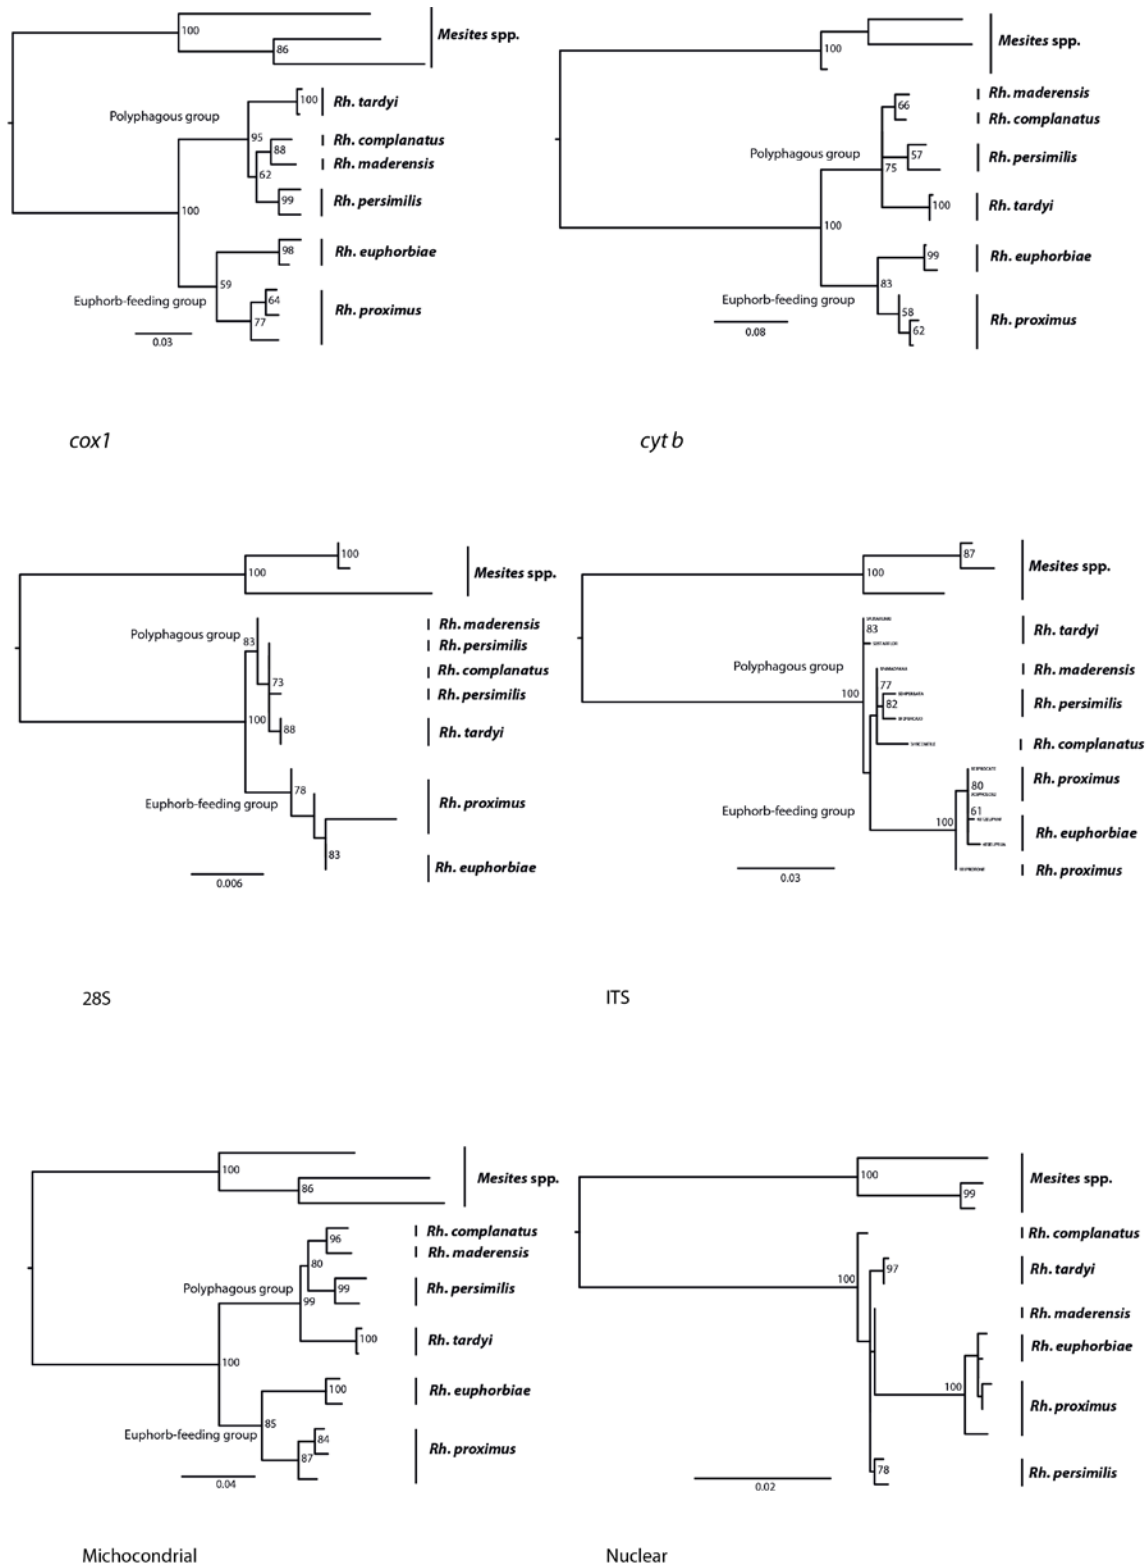 100
86
Mesites spp.
Polyphagous group
100
Rh. tardyi
95
88
Rh. complanatus
62
Rh. maderensis
99
Rh. persimilis
100
98
Rh. euphorbiae
59
Euphorb-feeding group
64
77
Rh. proximus
0.03
cox1
100
Mesites spp.
66
Rh. maderensis
Rh. complanatus
Polyphagous group
57
75
Rh. persimilis
100
Rh. tardyi
100
99
Rh. euphorbiae
83
Euphorb-feeding group
58
62
Rh. proximus
0.08
cyt b
100
100
Mesites spp.
Polyphagous group
83
Rh. maderensis
Rh. persimilis
73
Rh. complanatus
Rh. persimilis
100
88
Rh. tardyi
78
Euphorb-feeding group
Rh. proximus
83
Rh. euphorbiae
0.006
28S
87
100
Mesites spp.
83
Rh. tardyi
Polyphagous group
77
Rh. maderensis
82
100
Rh. persimilis
Rh. complanatus
80
Rh. proximus
Euphorb-feeding group
61
100
Rh. euphorbiae
Rh. proximus
0.03
ITS
100
86
Mesites spp.
96
Rh. complanatus
Rh. maderensis
80
Polyphagous group
99
99
Rh. persimilis
100
Rh. tardyi
100
100
Rh. euphorbiae
85
Euphorb-feeding group
84
87
Rh. proximus
0.04
Michocondrial
100
99
Mesites spp.
Rh. complanatus
97
100
Rh. tardyi
Rh. maderensis
Rh. euphorbiae
100
Rh. proximus
78
Rh. persimilis
0.02
Nuclear